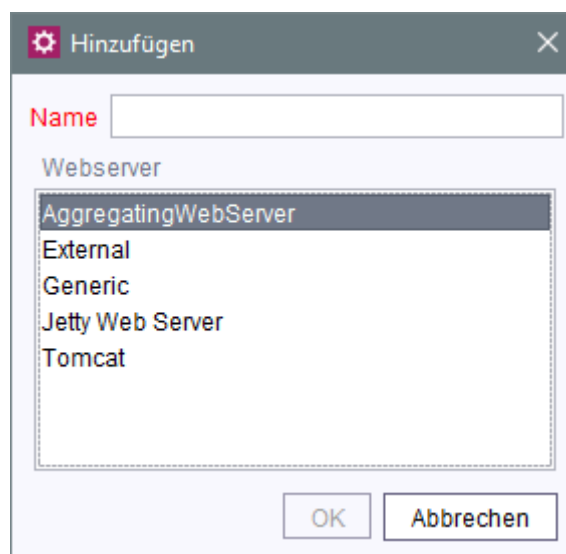 Hinzufügen
Name
Webserver
AggregatingWebServer
External
Generic
Jetty Web Server
Tomcat
OK Abbrechen